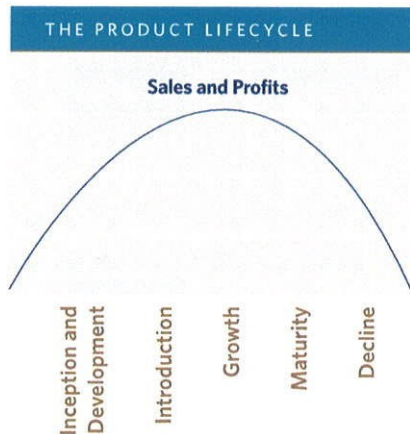 THE PRODUCT LIFECYCLE
Sales and Profits
Inception and
Development
Introduction
Growth
Maturity
Decline